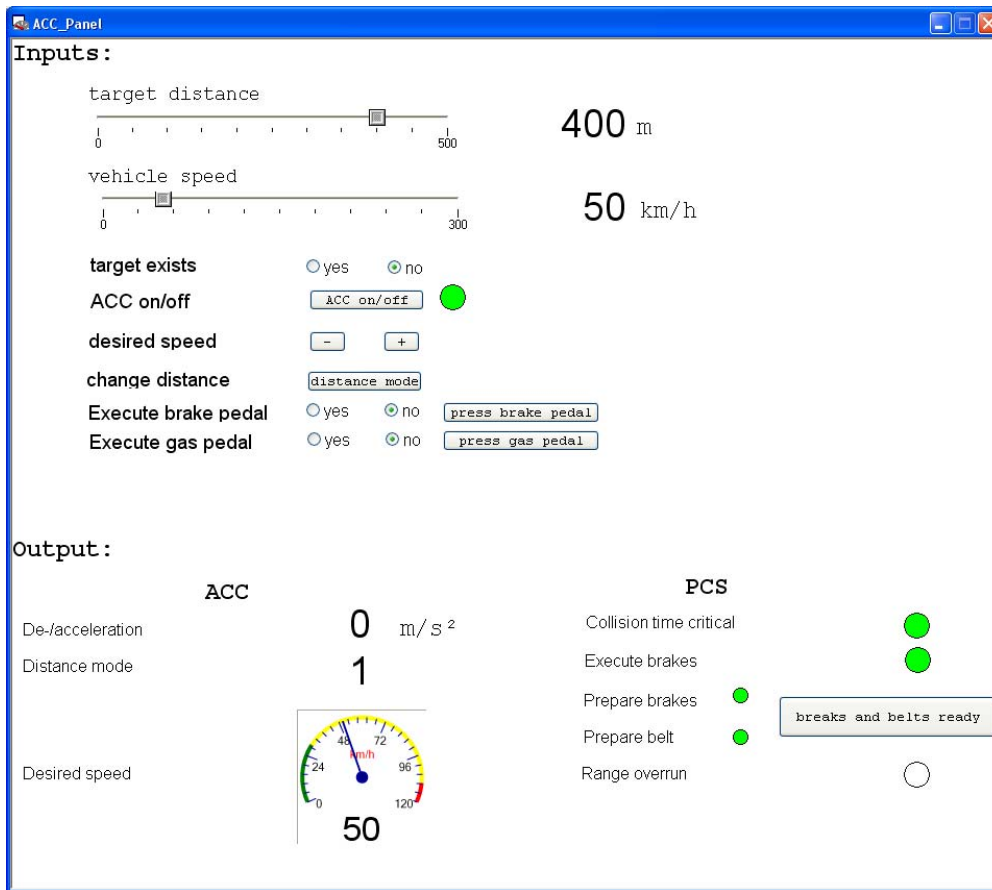 ACC_Panel
Inputs:
target distance
0 500
400 m
vehicle speed
0 300
50 km/h
target exists yes no
ACC on/off ACC on/off
desired speed - +
change distance distance mode
Execute brake pedal yes no press brake pedal
Execute gas pedal yes no press gas pedal
Output:
ACC
PCS
De-/acceleration 0 m/s²
Collision time critical
Distance mode 1
Execute brakes
Prepare brakes
breaks and belts ready
Prepare belt
Desired speed
0 24 48 72 96 120
km/h
50
Range overrun